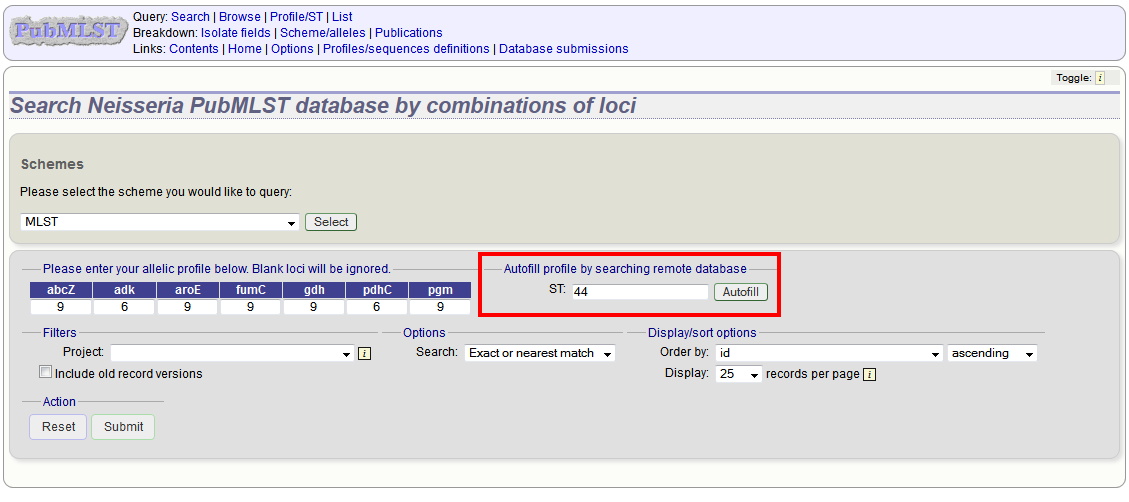 PubMLST
Query: Search | Browse | Profile/ST | List
Breakdown: Isolate fields | Scheme/alleles | Publications
Links: Contents | Home | Options | Profiles/sequences definitions | Database submissions
Toggle: i
Search Neisseria PubMLST database by combinations of loci
Schemes
Please select the scheme you would like to query:
MLST Select
Please enter your allelic profile below. Blank loci will be ignored.
abcZ adk aroE fumC gdh pdhC pgm
9 6 9 9 9 6 9
Autofill profile by searching remote database
ST: 44 Autofill
Filters
Project: i
Include old record versions
Options
Search: Exact or nearest match
Display/sort options
Order by: id ascending
Display: 25 records per page i
Action
Reset Submit